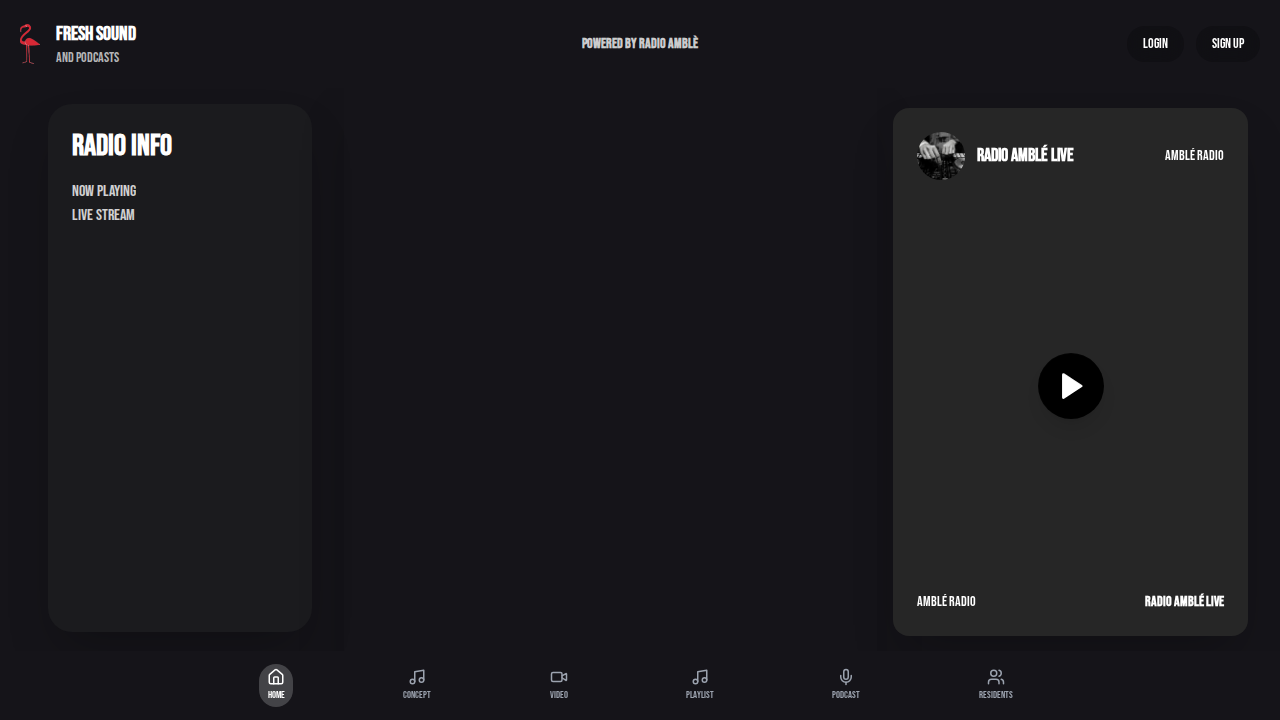 FRESH SOUND
AND PODCASTS
POWERED BY RADIO AMBLÈ
LOGIN
SIGN UP
RADIO INFO
NOW PLAYING
LIVE STREAM
RADIO AMBLÉ LIVE
AMBLÉ RADIO
AMBLÉ RADIO
RADIO AMBLÉ LIVE
HOME
CONCEPT
VIDEO
PLAYLIST
PODCAST
RESIDENTS